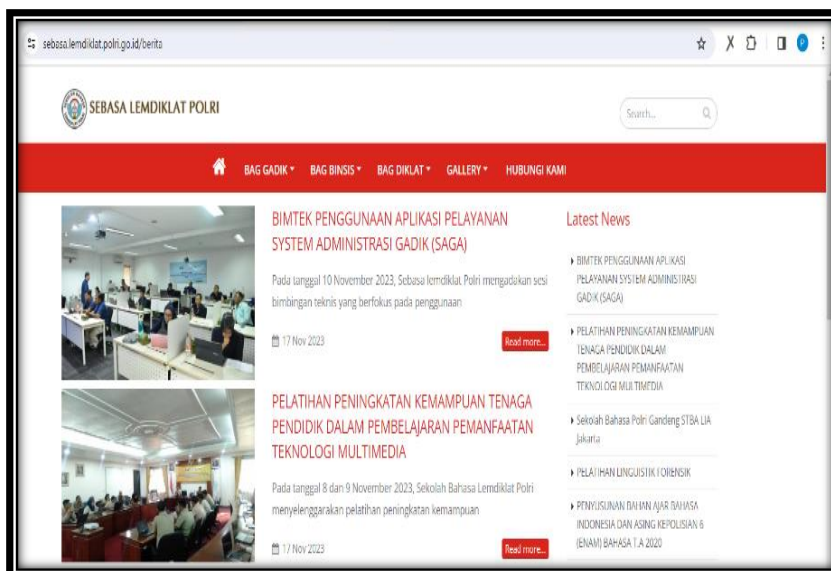 sebasa.lemdiklat.polri.go.id/berita
P
SEBASA LEMDIKLAT POLRI
Search...
BAG GADIK
BAG BINSIS
BAG DIKLAT
GALLERY
HUBUNGI KAMI
BIMTEK PENGGUNAAN APLIKASI PELAYANAN
SYSTEM ADMINISTRASI GADIK (SAGA)
Pada tanggal 10 November 2023, Sebasa lemdiklat Polri mengadakan sesi
bimbingan teknis yang berfokus pada penggunaan
17 Nov 2023
Read more...
PELATIHAN PENINGKATAN KEMAMPUAN TENAGA
PENDIDIK DALAM PEMBELAJARAN PEMANFAATAN
TEKNOLOGI MULTIMEDIA
Pada tanggal 8 dan 9 November 2023, Sekolah Bahasa Lemdiklat Polri
menyelenggarakan pelatihan peningkatan kemampuan
17 Nov 2023
Read more...
Latest News
BIMTEK PENGGUNAAN APLIKASI
PELAYANAN SYSTEM ADMINISTRASI
GADIK (SAGA)
PELATIHAN PENINGKATAN KEMAMPUAN
TENAGA PENDIDIK DALAM
PEMBELAJARAN PEMANFAATAN
TEKNOLOGI MULTIMEDIA
Sekolah Bahasa Polri Gandeng STBA LIA
Jakarta
PELATIHAN LINGUISTIK FORENSIK
PENYUSUNAN BAHAN AJAR BAHASA
INDONESIA DAN ASING KEPOLISIAN 6
(ENAM) BAHASA T.A 2020